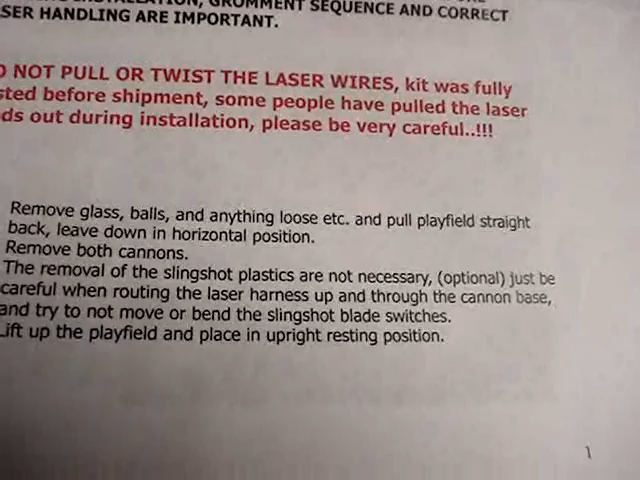 GROMMENT SEQUENCE AND CORRECT
SER HANDLING ARE IMPORTANT.
NOT PULL OR TWIST THE LASER WIRES, kit was fully
sted before shipment, some people have pulled the laser
ds out during installation, please be very careful..!!!
Remove glass, balls, and anything loose etc. and pull playfield straight
back, leave down in horizontal position.
Remove both cannons.
The removal of the slingshot plastics are not necessary, (optional) just be
careful when routing the laser harness up and through the cannon base,
and try to not move or bend the slingshot blade switches.
Lift up the playfield and place in upright resting position.
1